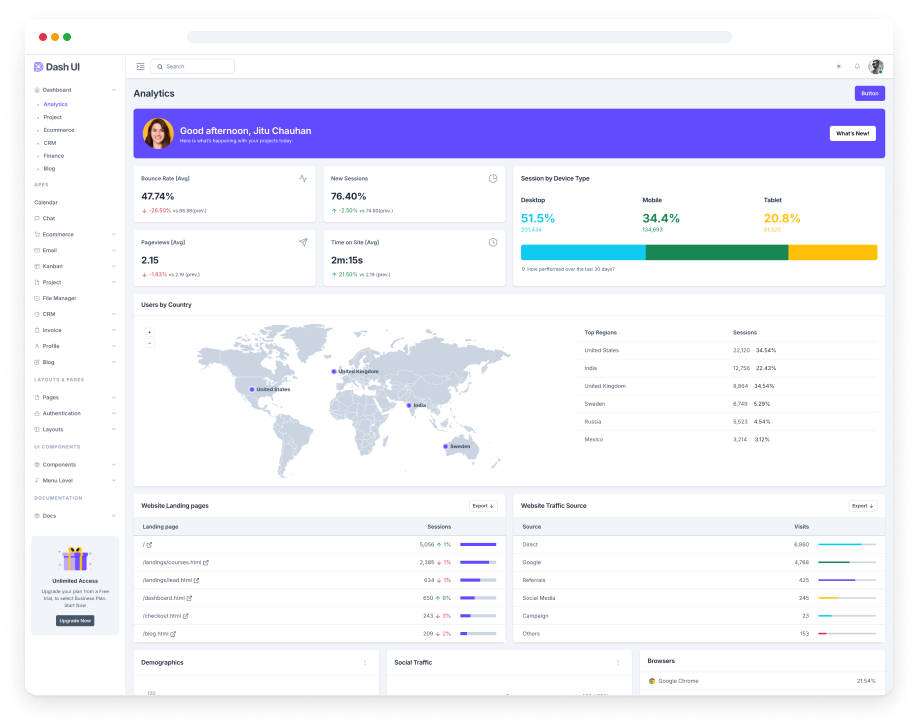 Dash UI
Search
Dashboard
Analytics
Project
Ecommerce
CRM
Finance
Blog
APPS
Calendar
Chat
Ecommerce
Email
Kanban
Project
File Manager
CRM
Invoice
Profile
Blog
LAYOUTS & PAGES
Pages
Authentication
Layouts
UI COMPONENTS
Components
Menu Level
DOCUMENTATION
Docs
Unlimited Access
Upgrade your plan from a Free
trial, to select Business Plan.
Start Now
Upgrade Now
Analytics
Button
Good afternoon, Jitu Chauhan
Here is what's happening with your projects today:
What's New!
Bounce Rate [Avg]
47.74%
-26.50% vs 66.88(prev.)
New Sessions
76.40%
-2.50% vs 74.60(prev.)
Pageviews [Avg]
2.15
-1.83% vs 2.19 (prev.)
Time on Site [Avg]
2m:15s
21.50% vs 2.19 (prev.)
Session by Device Type
Desktop Mobile Tablet
51.5% 34.4% 20.8%
134,693
How perfformed over the last 30 days?
Users by Country
+
-
United Kingdom
United States
India
Sweden
Top Regions Sessions
United States 22,120 34.54%
India 12,756 22.43%
United Kingdom 8,864 34.54%
Sweden 6,749 5.29%
Russia 5,523 4.54%
Mexico 3,214 3.12%
Website Landing pages
Export
Landing page Sessions
/ 5,056 1%
/landings/courses.html 2,385 1%
/landings/lead.html 634 1%
/dashboard.html 650 9%
/checkout.html 243 3%
/blog.html 209 2%
Website Traffic Source
Export
Source Visits
Direct 6,860
Google 4,768
Referrals 425
Social Media 245
Campaign 23
Others 153
Demographics
120
Social Traffic
Browsers
Google Chrome 21.54%